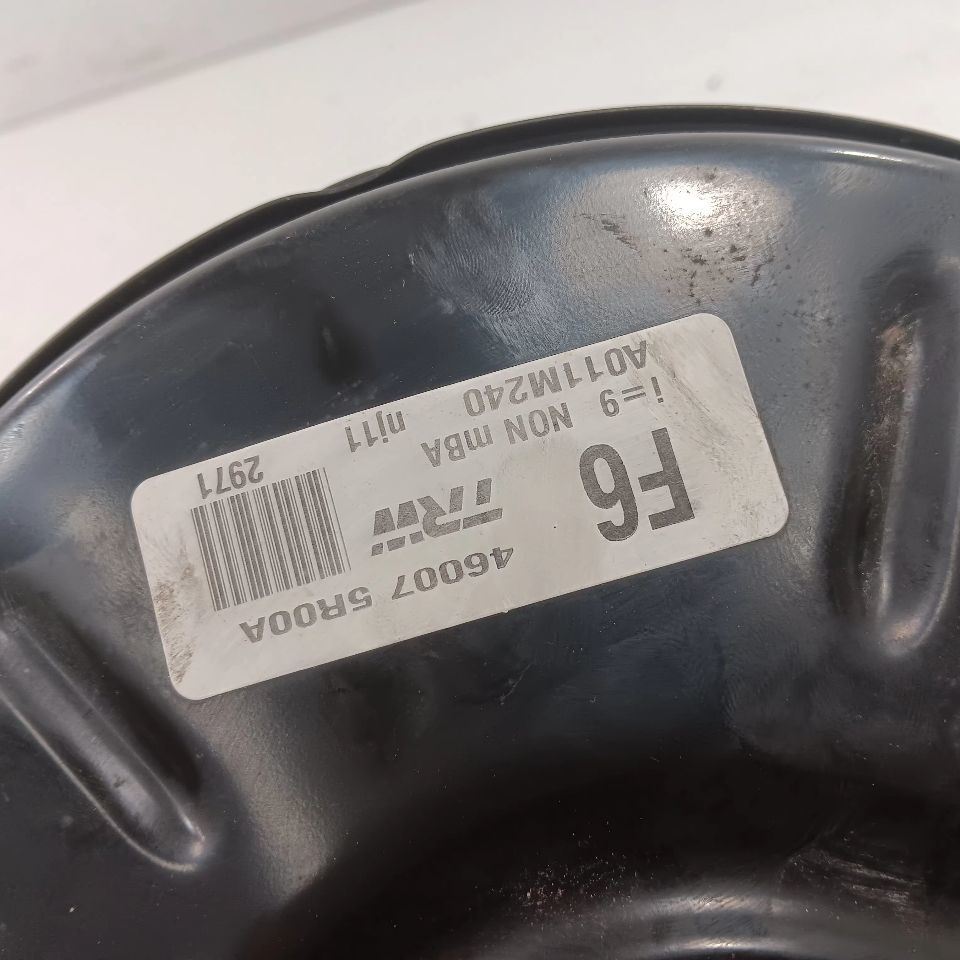 46007 5R00A
F6
TRW
i=9 NON mBA
A011M240
nj11
2971